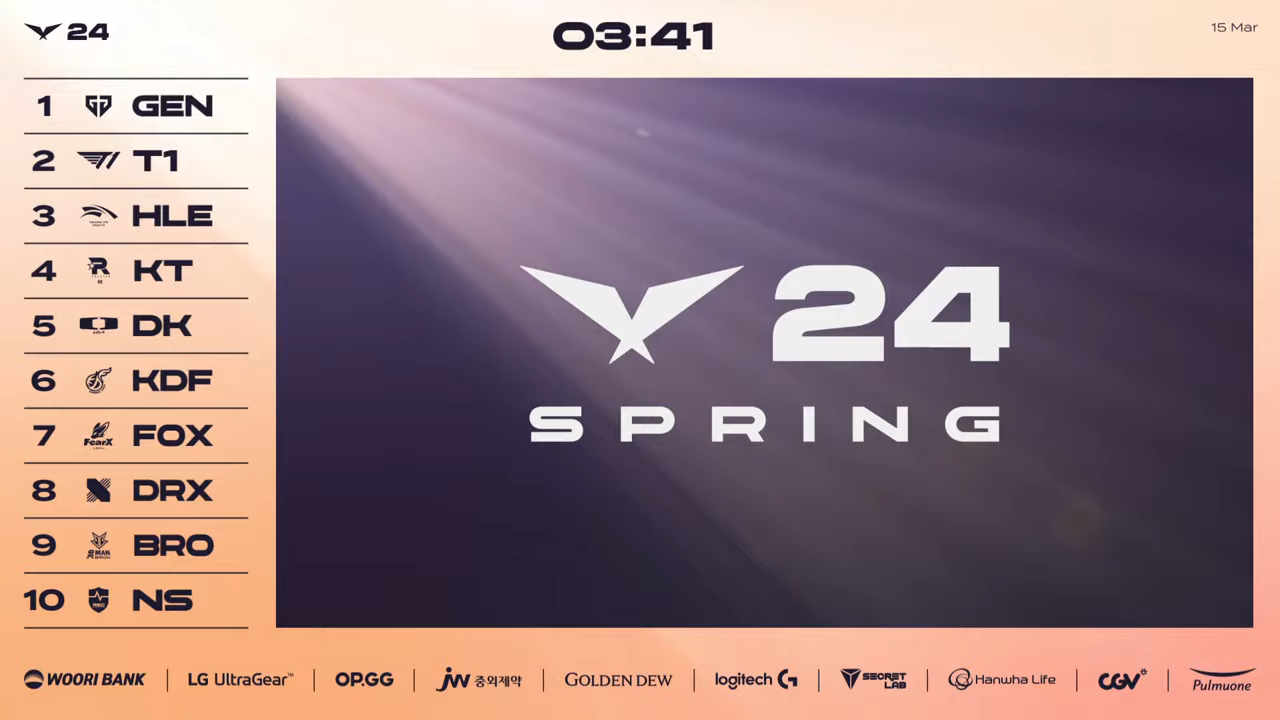 24
03:41
15 Mar
1 GEN
2 T1
3 HLE
4 KT
5 DK
6 KDF
7 FearX FOX
8 DRX
9 BRO
10 NS
24
SPRING
WOORI BANK
LG UltraGear™
OP.GG
JW 중외제약
GOLDEN DEW
logitech G
SECRET LAB
Hanwha Life
CGV
Pulmuone